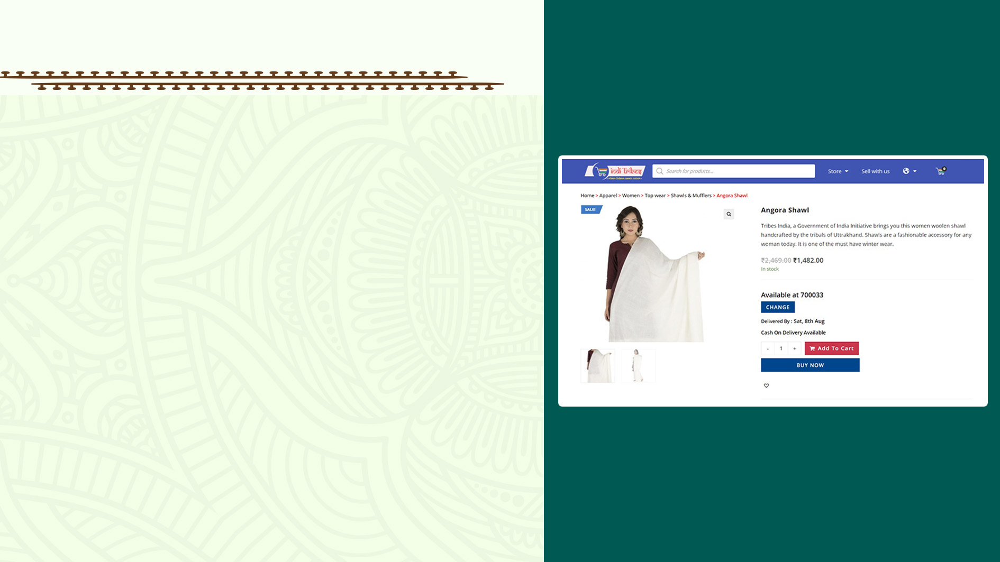 indi Tribes
Search for products...
Store
Sell with us
0
Home > Apparel > Women > Top wear > Shawls & Mufflers > Angora Shawl
SALE!
Angora Shawl
Tribes India, a Government of India Initiative brings you this women woolen shawl
handcrafted by the tribals of Uttrakhand. Shawls are a fashionable accessory for any
woman today. It is one of the must have winter wear.
₹2,469.00 ₹1,482.00
In stock
Available at 700033
CHANGE
Delivered By : Sat, 8th Aug
Cash On Delivery Available
- 1 + Add To Cart
BUY NOW